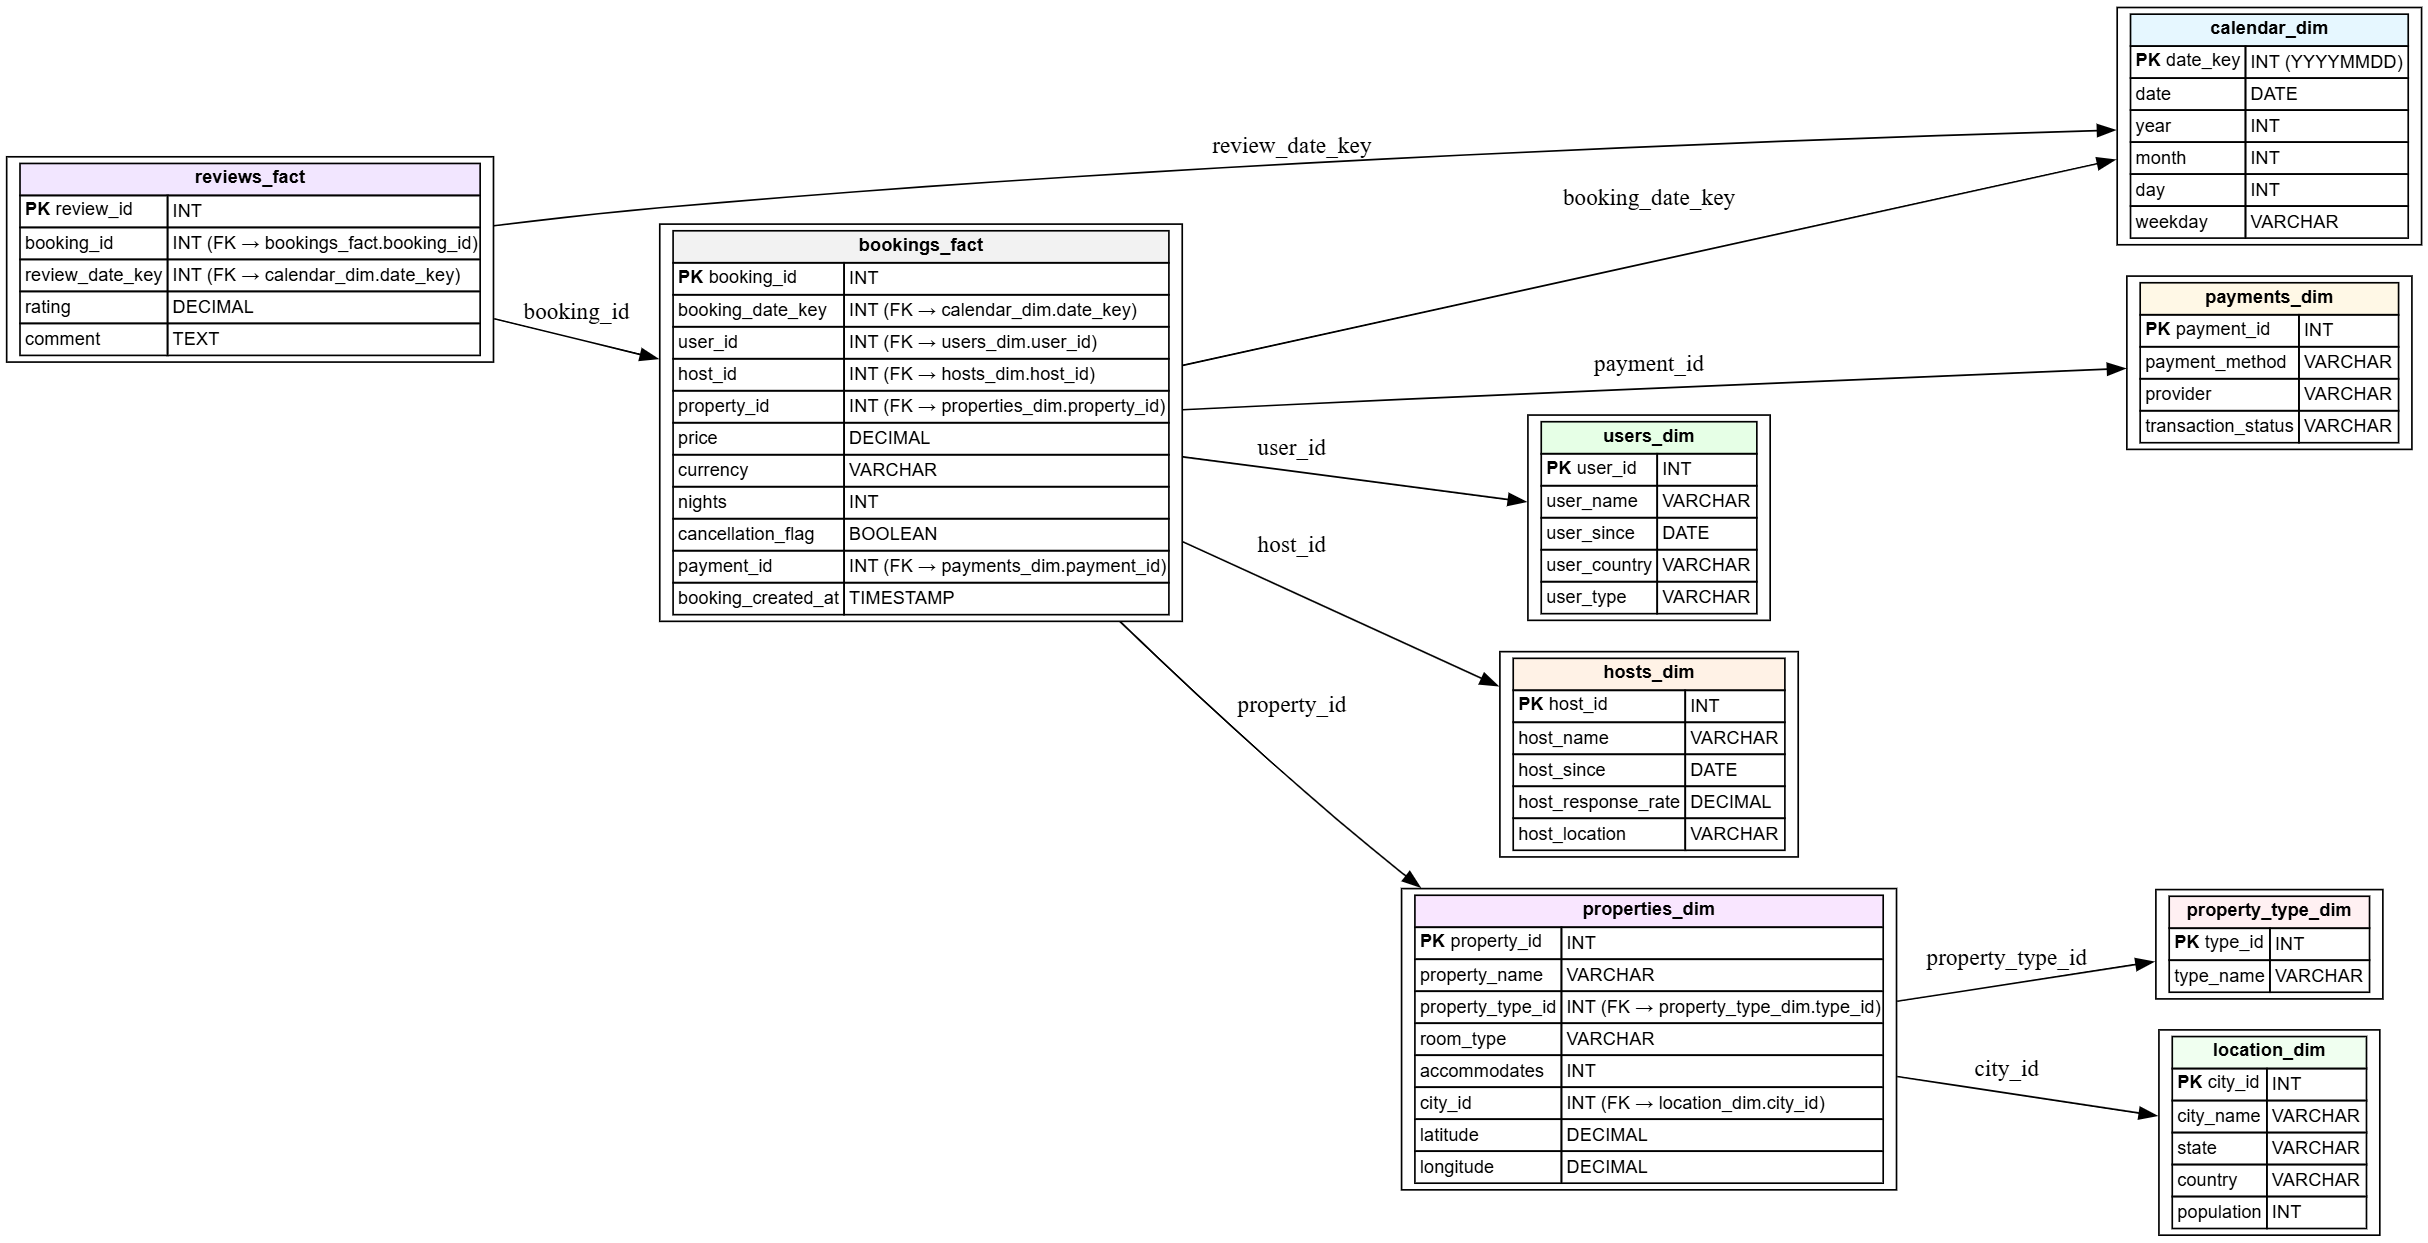 calendar_dim
PK date_key INT (YYYYMMDD)
date DATE
year INT
month INT
day INT
weekday VARCHAR
review_date_key
reviews_fact
PK review_id INT
booking_id INT (FK → bookings_fact.booking_id)
review_date_key INT (FK → calendar_dim.date_key)
rating DECIMAL
comment TEXT
booking_date_key
booking_id
bookings_fact
PK booking_id INT
booking_date_key INT (FK → calendar_dim.date_key)
user_id INT (FK → users_dim.user_id)
host_id INT (FK → hosts_dim.host_id)
property_id INT (FK → properties_dim.property_id)
price DECIMAL
currency VARCHAR
nights INT
cancellation_flag BOOLEAN
payment_id INT (FK → payments_dim.payment_id)
booking_created_at TIMESTAMP
payments_dim
PK payment_id INT
payment_method VARCHAR
provider VARCHAR
transaction_status VARCHAR
payment_id
user_id
users_dim
PK user_id INT
user_name VARCHAR
user_since DATE
user_country VARCHAR
user_type VARCHAR
host_id
hosts_dim
PK host_id INT
host_name VARCHAR
host_since DATE
host_response_rate DECIMAL
host_location VARCHAR
property_id
properties_dim
PK property_id INT
property_name VARCHAR
property_type_id INT (FK → property_type_dim.type_id)
room_type VARCHAR
accommodates INT
city_id INT (FK → location_dim.city_id)
latitude DECIMAL
longitude DECIMAL
property_type_id
property_type_dim
PK type_id INT
type_name VARCHAR
city_id
location_dim
PK city_id INT
city_name VARCHAR
state VARCHAR
country VARCHAR
population INT